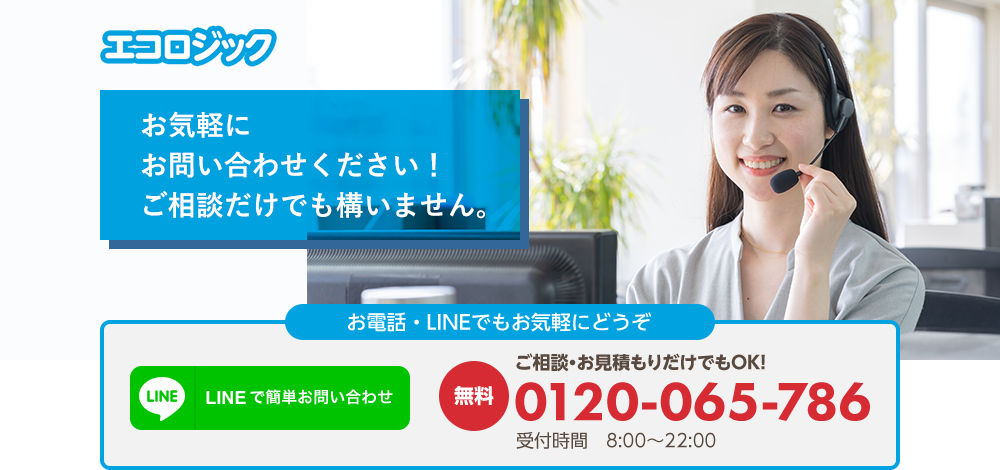 エコロジック
お気軽に
お問い合わせください！
ご相談だけでも構いません。
お電話・LINEでもお気軽にどうぞ
LINE
LINEで簡単お問い合わせ
無料
ご相談・お見積もりだけでもOK!
0120-065-786
受付時間　8:00～22:00